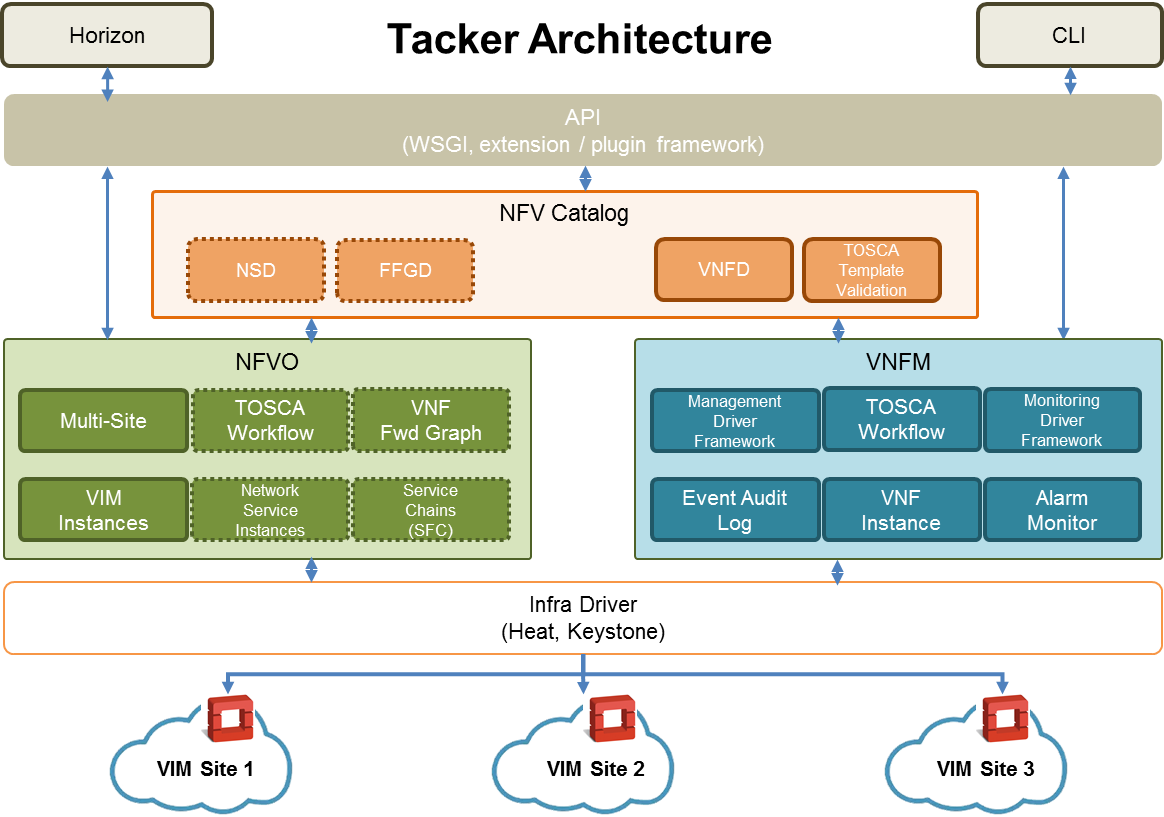 Horizon
Tacker Architecture
CLI
API
(WSGI, extension / plugin framework)
NFV Catalog
NSD
FFGD
VNFD
TOSCA
Template
Validation
NFVO
Multi-Site
TOSCA
Workflow
VNF
Fwd Graph
VIM
Instances
Network
Service
Instances
Service
Chains
(SFC)
VNFM
Management
Driver
Framework
TOSCA
Workflow
Monitoring
Driver
Framework
Event Audit
Log
VNF
Instance
Alarm
Monitor
Infra Driver
(Heat, Keystone)
VIM Site 1
VIM Site 2
VIM Site 3